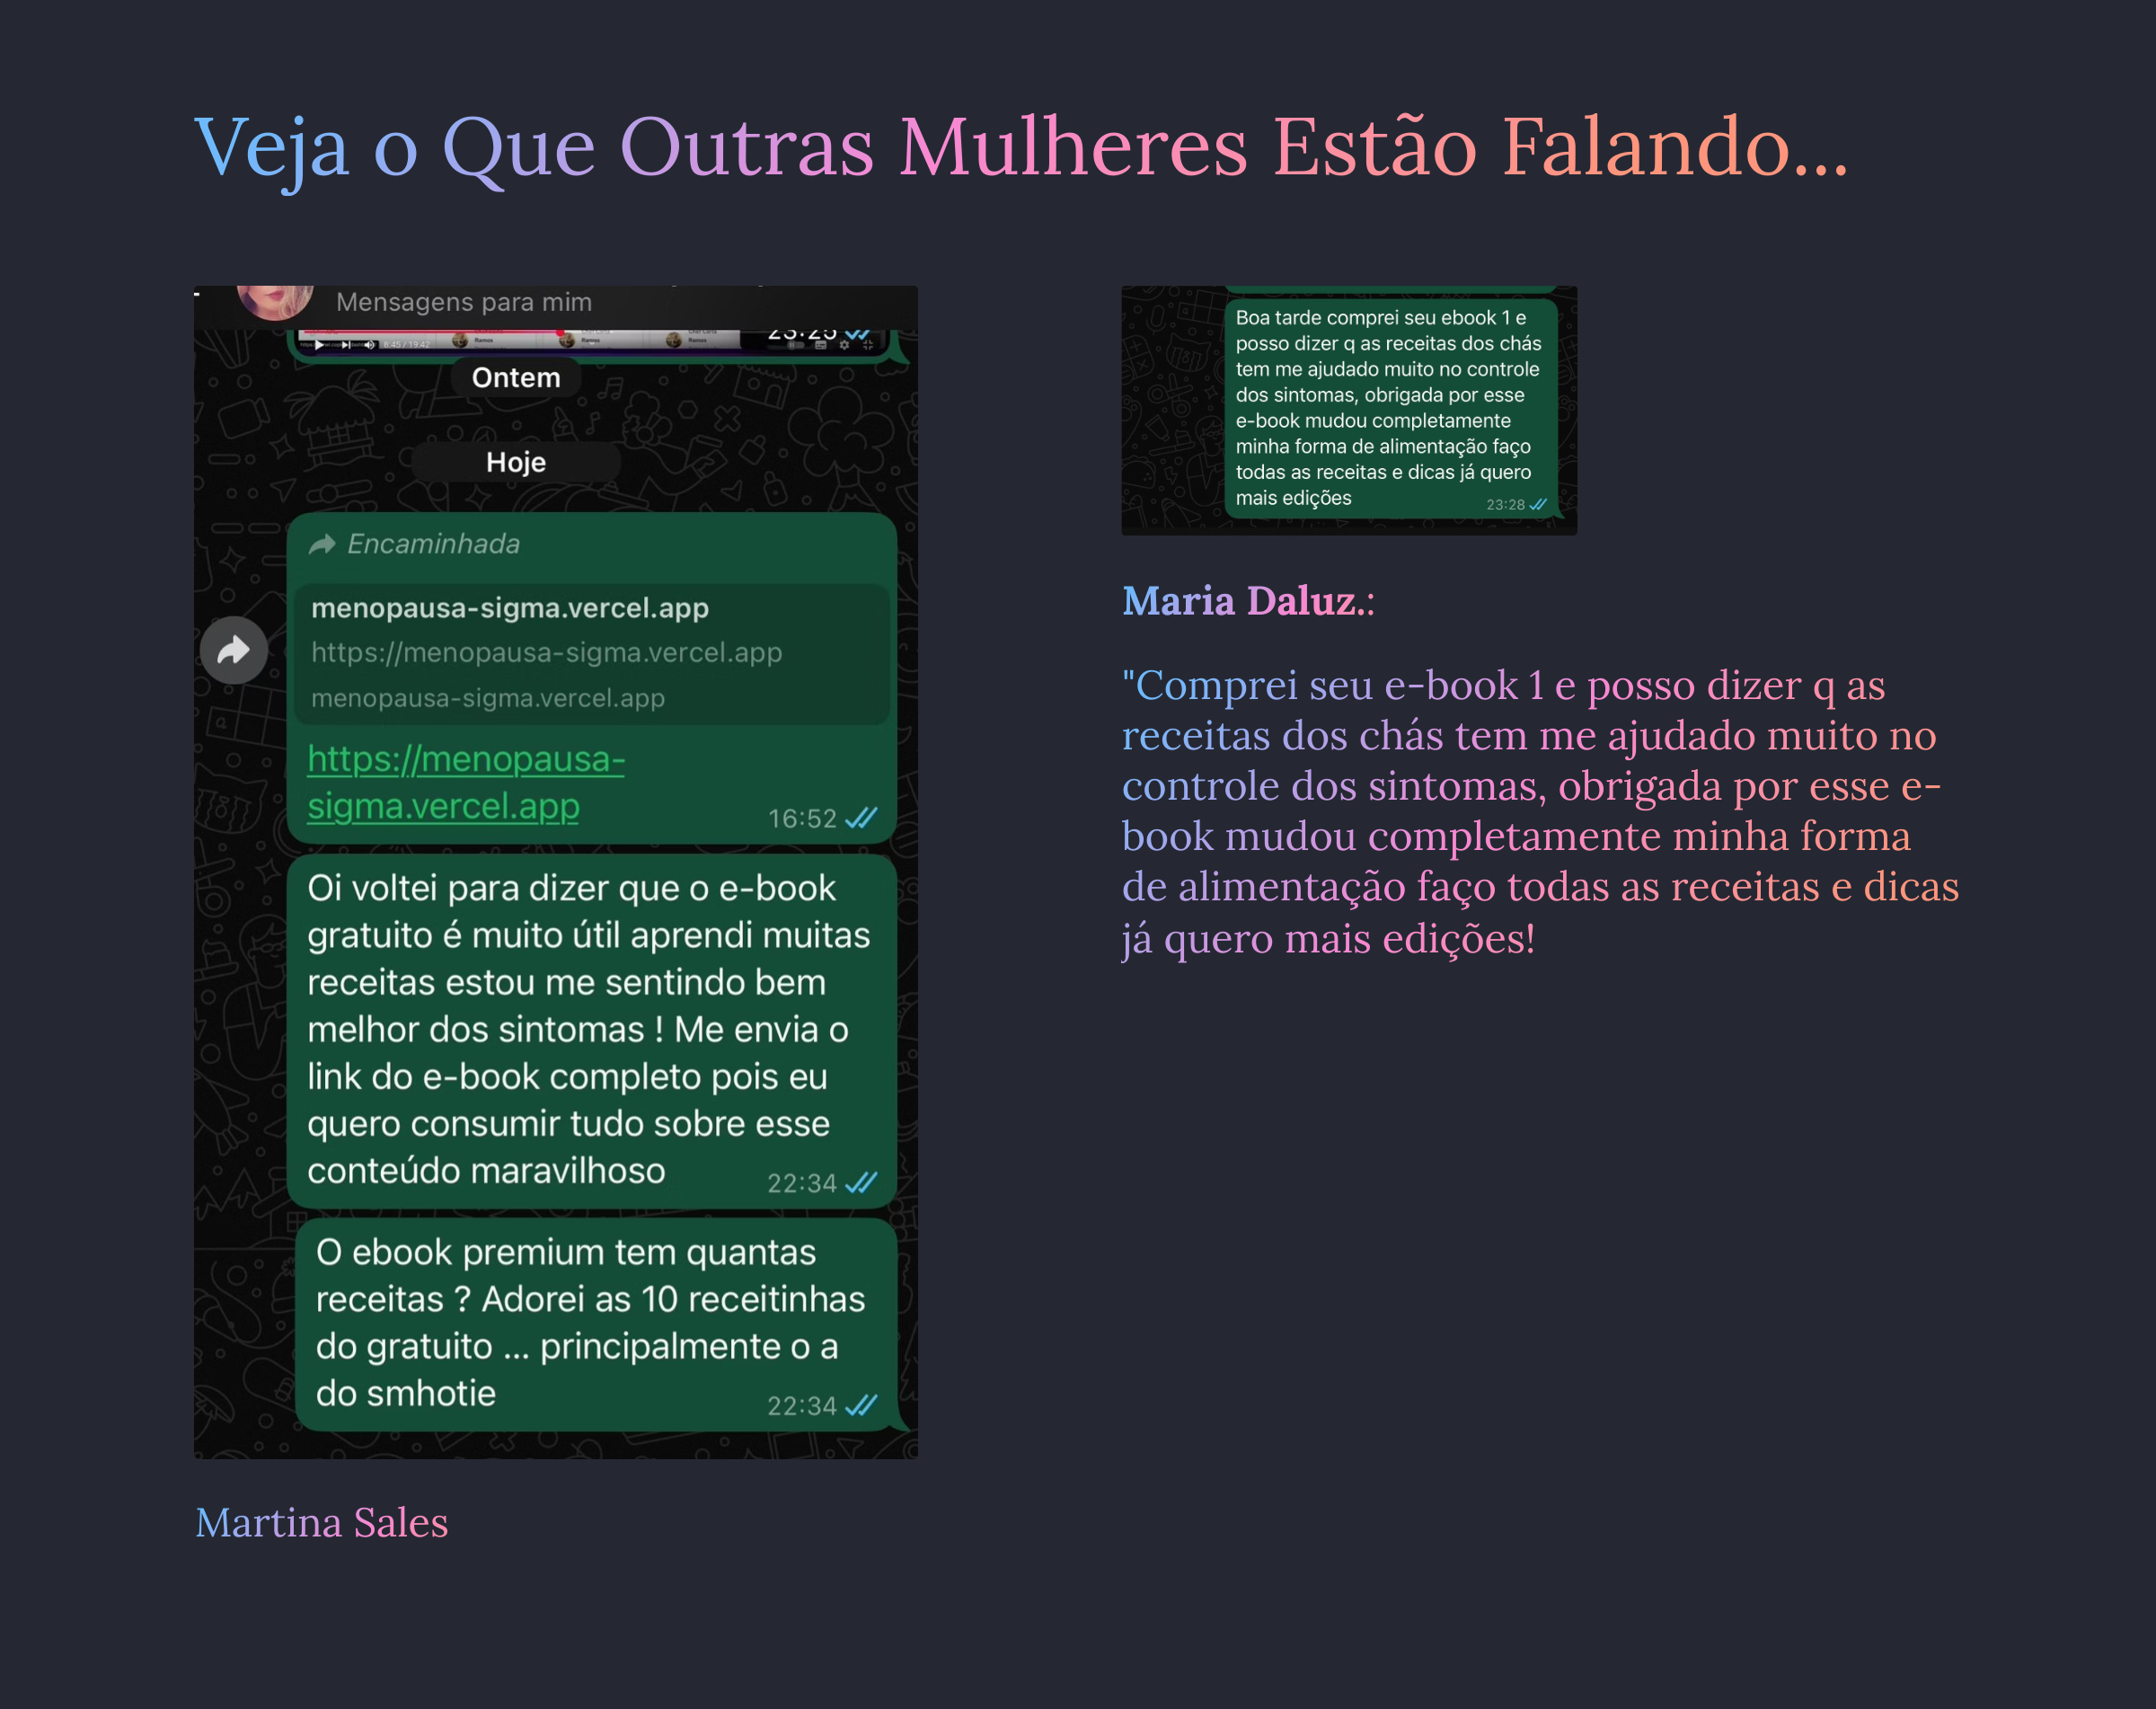 Veja o Que Outras Mulheres Estão Falando...
Mensagens para mim
8:45 / 19:42
Ramos
Ramos
Ramos
23:25
Ontem
Hoje
Encaminhada
menopausa-sigma.vercel.app
https://menopausa-sigma.vercel.app
menopausa-sigma.vercel.app
https://menopausa-
sigma.vercel.app
16:52
Oi voltei para dizer que o e-book
gratuito é muito útil aprendi muitas
receitas estou me sentindo bem
melhor dos sintomas ! Me envia o
link do e-book completo pois eu
quero consumir tudo sobre esse
conteúdo maravilhoso
22:34
O ebook premium tem quantas
receitas ? Adorei as 10 receitinhas
do gratuito ... principalmente o a
do smhotie
22:34
Martina Sales
Boa tarde comprei seu ebook 1 e
posso dizer q as receitas dos chás
tem me ajudado muito no controle
dos sintomas, obrigada por esse
e-book mudou completamente
minha forma de alimentação faço
todas as receitas e dicas já quero
mais edições
23:28
Maria Daluz.:
"Comprei seu e-book 1 e posso dizer q as
receitas dos chás tem me ajudado muito no
controle dos sintomas, obrigada por esse e-
book mudou completamente minha forma
de alimentação faço todas as receitas e dicas
já quero mais edições!